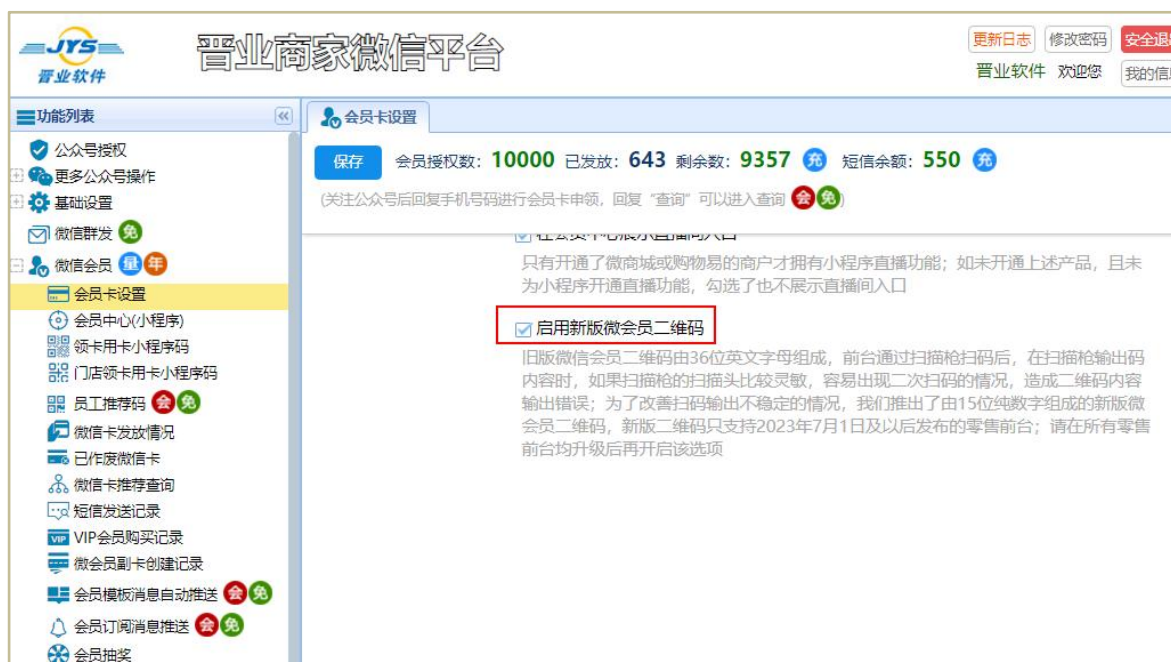 JYS
晋业软件
晋业商家微信平台
更新日志 修改密码 安全退
晋业软件 欢迎您 我的信
功能列表
公众号授权
更多公众号操作
基础设置
微信群发 免
微信会员 量 年
会员卡设置
会员中心(小程序)
领卡用卡小程序码
门店领卡用卡小程序码
员工推荐码 会 免
微信卡发放情况
已作废微信卡
微信卡推荐查询
短信发送记录
VIP会员购买记录
微会员副卡创建记录
会员模板消息自动推送 会 免
会员订阅消息推送 会 免
会员抽奖
会员卡设置
保存 会员授权数：10000 已发放：643 剩余数：9357 充 短信余额：550 充
(关注公众号后回复手机号码进行会员卡申领，回复“查询”可以进入查询 会 免)
在会员中心展示直播间入口
只有开通了微商城或购物易的商户才拥有小程序直播功能；如未开通上述产品，且未
为小程序开通直播功能，勾选了也不展示直播间入口
启用新版微会员二维码
旧版微信会员二维码由36位英文字母组成，前台通过扫描枪扫码后，在扫描枪输出码
内容时，如果扫描枪的扫描头比较灵敏，容易出现二次扫码的情况，造成二维码内容
输出错误；为了改善扫码输出不稳定的情况，我们推出了由15位纯数字组成的新版微
会员二维码，新版二维码只支持2023年7月1日及以后发布的零售前台；请在所有零售
前台均升级后再开启该选项